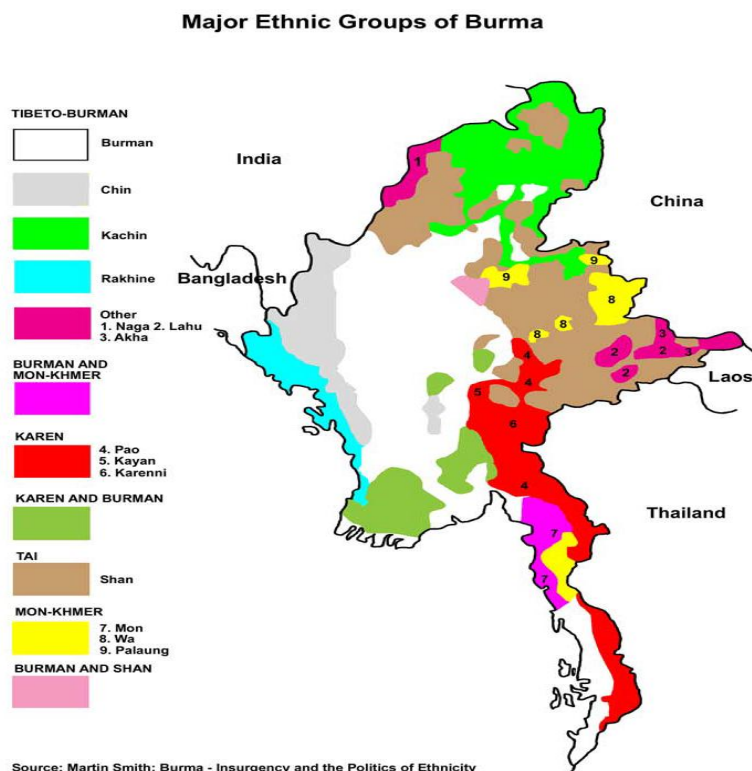 Major Ethnic Groups of Burma
TIBETO-BURMAN
Burman
Chin
Kachin
Rakhine
Other
1. Naga 2. Lahu
3. Akha
BURMAN AND
MON-KHMER
KAREN
4. Pao
5. Kayan
6. Karenni
KAREN AND BURMAN
TAI
Shan
MON-KHMER
7. Mon
8. Wa
9. Palaung
BURMAN AND SHAN
India
China
Bangladesh
Laos
Thailand
1
9
9
8
8
8
3
2
2
3
2
4
4
5
6
4
7
7
Source: Martin Smith: Burma - Insurgency and the Politics of Ethnicity